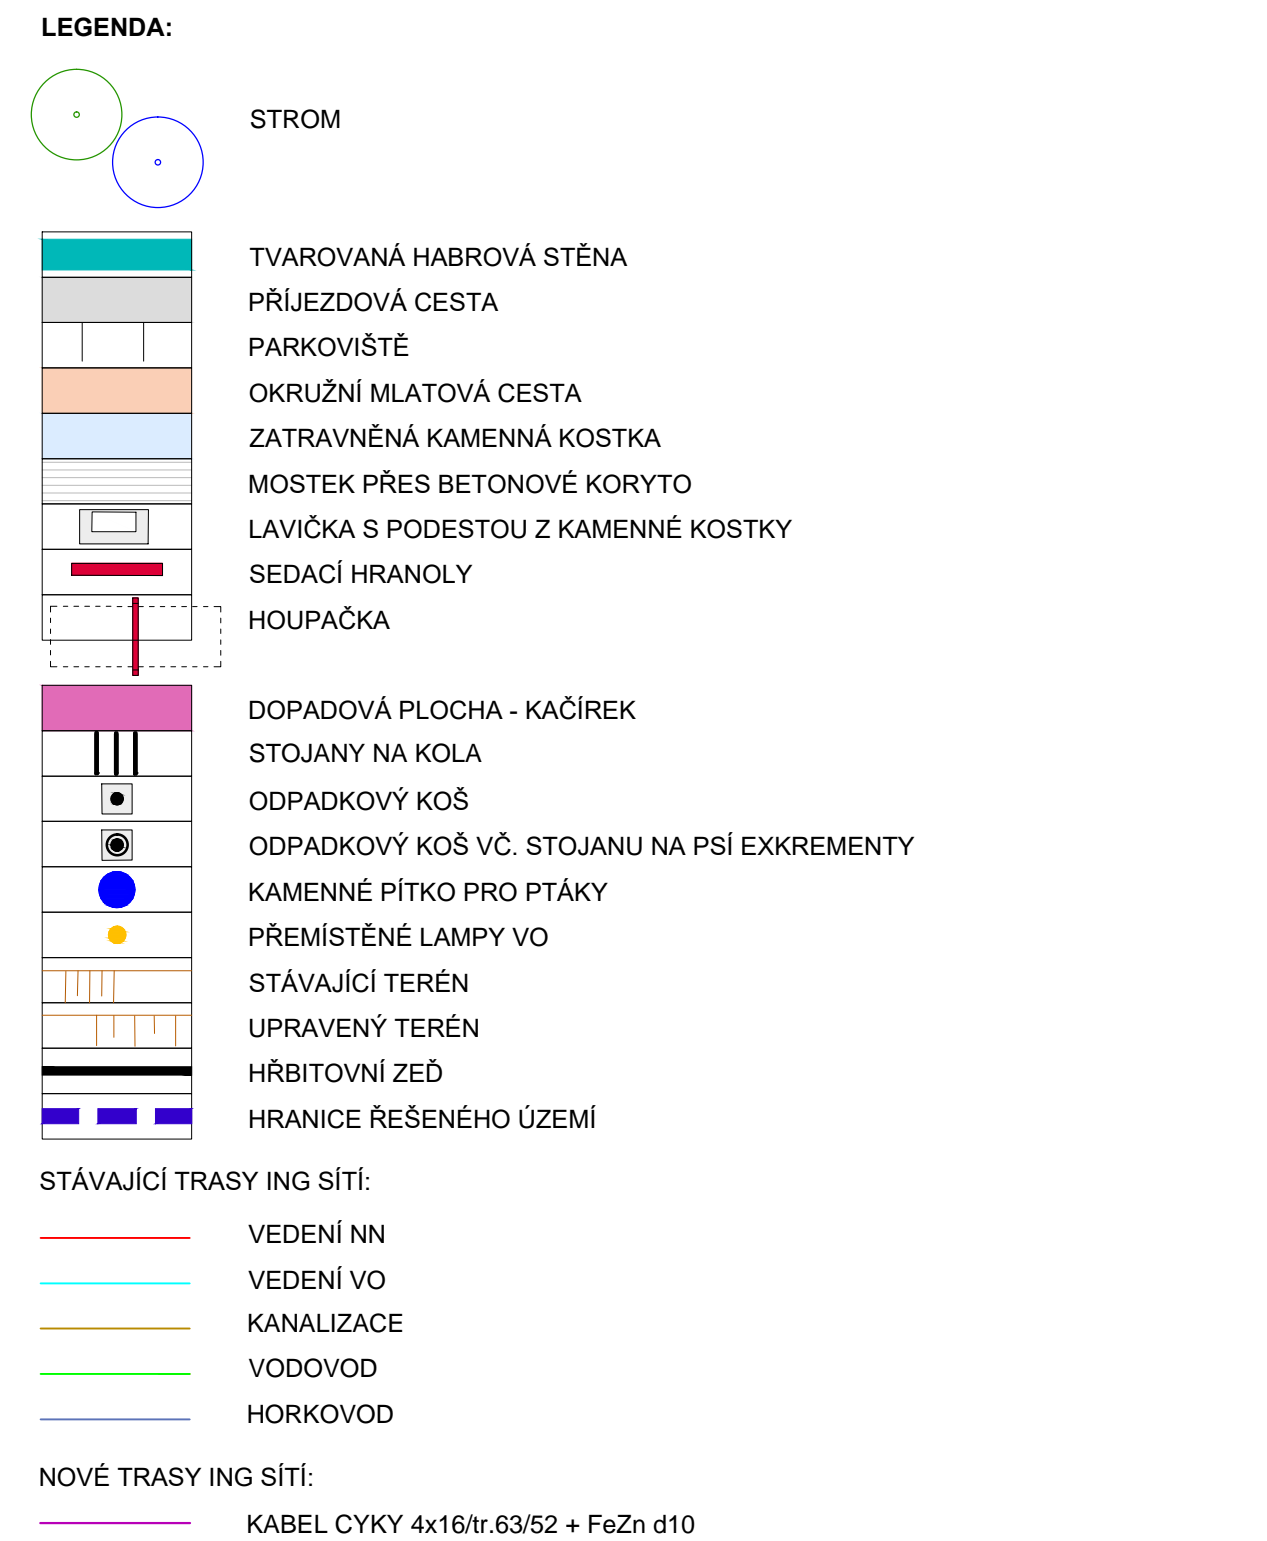 LEGENDA:
STROM
TVAROVANÁ HABROVÁ STĚNA
PŘÍJEZDOVÁ CESTA
PARKOVIŠTĚ
OKRUŽNÍ MLATOVÁ CESTA
ZATRAVNĚNÁ KAMENNÁ KOSTKA
MOSTEK PŘES BETONOVÉ KORYTO
LAVIČKA S PODESTOU Z KAMENNÉ KOSTKY
SEDACÍ HRANOLY
HOUPAČKA
DOPADOVÁ PLOCHA - KAČÍREK
STOJANY NA KOLA
ODPADKOVÝ KOŠ
ODPADKOVÝ KOŠ VČ. STOJANU NA PSÍ EXKREMENTY
KAMENNÉ PÍTKO PRO PTÁKY
PŘEMÍSTĚNÉ LAMPY VO
STÁVAJÍCÍ TERÉN
UPRAVENÝ TERÉN
HŘBITOVNÍ ZEĎ
HRANICE ŘEŠENÉHO ÚZEMÍ
STÁVAJÍCÍ TRASY ING SÍTÍ:
VEDENÍ NN
VEDENÍ VO
KANALIZACE
VODOVOD
HORKOVOD
NOVÉ TRASY ING SÍTÍ:
KABEL CYKY 4x16/tr.63/52 + FeZn d10